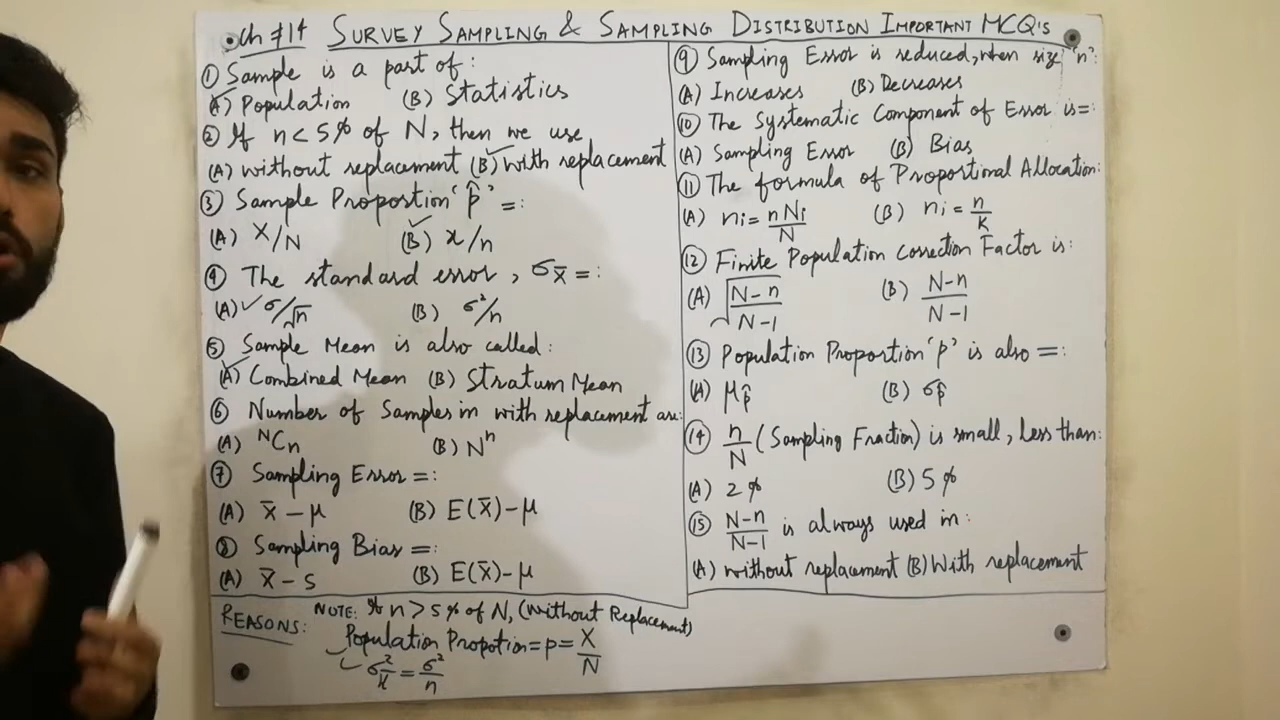 Ch #14 SURVEY SAMPLING & SAMPLING DISTRIBUTION IMPORTANT MCQ's
① Sample is a part of:
(A) Population (B) Statistics
② If n < 5% of N, then we use
(A) without replacement (B) with replacement
③ Sample Proportion 'p̂' =:
(A) X/N (B) x/n
④ The standard error, σx̄ =:
(A) ✓ σ/√n (B) σ²/n
⑤ Sample Mean is also called:
(A) Combined Mean (B) Stratum Mean
⑥ Number of Samples in with replacement are:
(A) ᴺCn (B) Nⁿ
⑦ Sampling Error =:
(A) x̄ – μ (B) E(x̄) – μ
⑧ Sampling Bias =:
(A) x̄ – s (B) E(x̄) – μ
REASONS: NOTE: If n > 5% of N, (Without Replacement)
Population Propotion = p = X/N
✓ σ²x̄ = σ²/n
⑨ Sampling Error is reduced, when size "n":
(A) Increases (B) Decreases
⑩ The Systematic Component of Error is =:
(A) Sampling Error (B) Bias
⑪ The formula of Proportional Allocation:
(A) ni = nNi/N (B) ni = n/k
⑫ Finite Population Correction Factor is:
(A) √(N-n/N-1) (B) N-n/N-1
⑬ Population Proportion 'p' is also =:
(A) μp̂ (B) σp̂
⑭ n/N (Sampling Fraction) is small, less than:
(A) 2% (B) 5%
⑮ N-n/N-1 is always used in:
(A) without replacement (B) With replacement